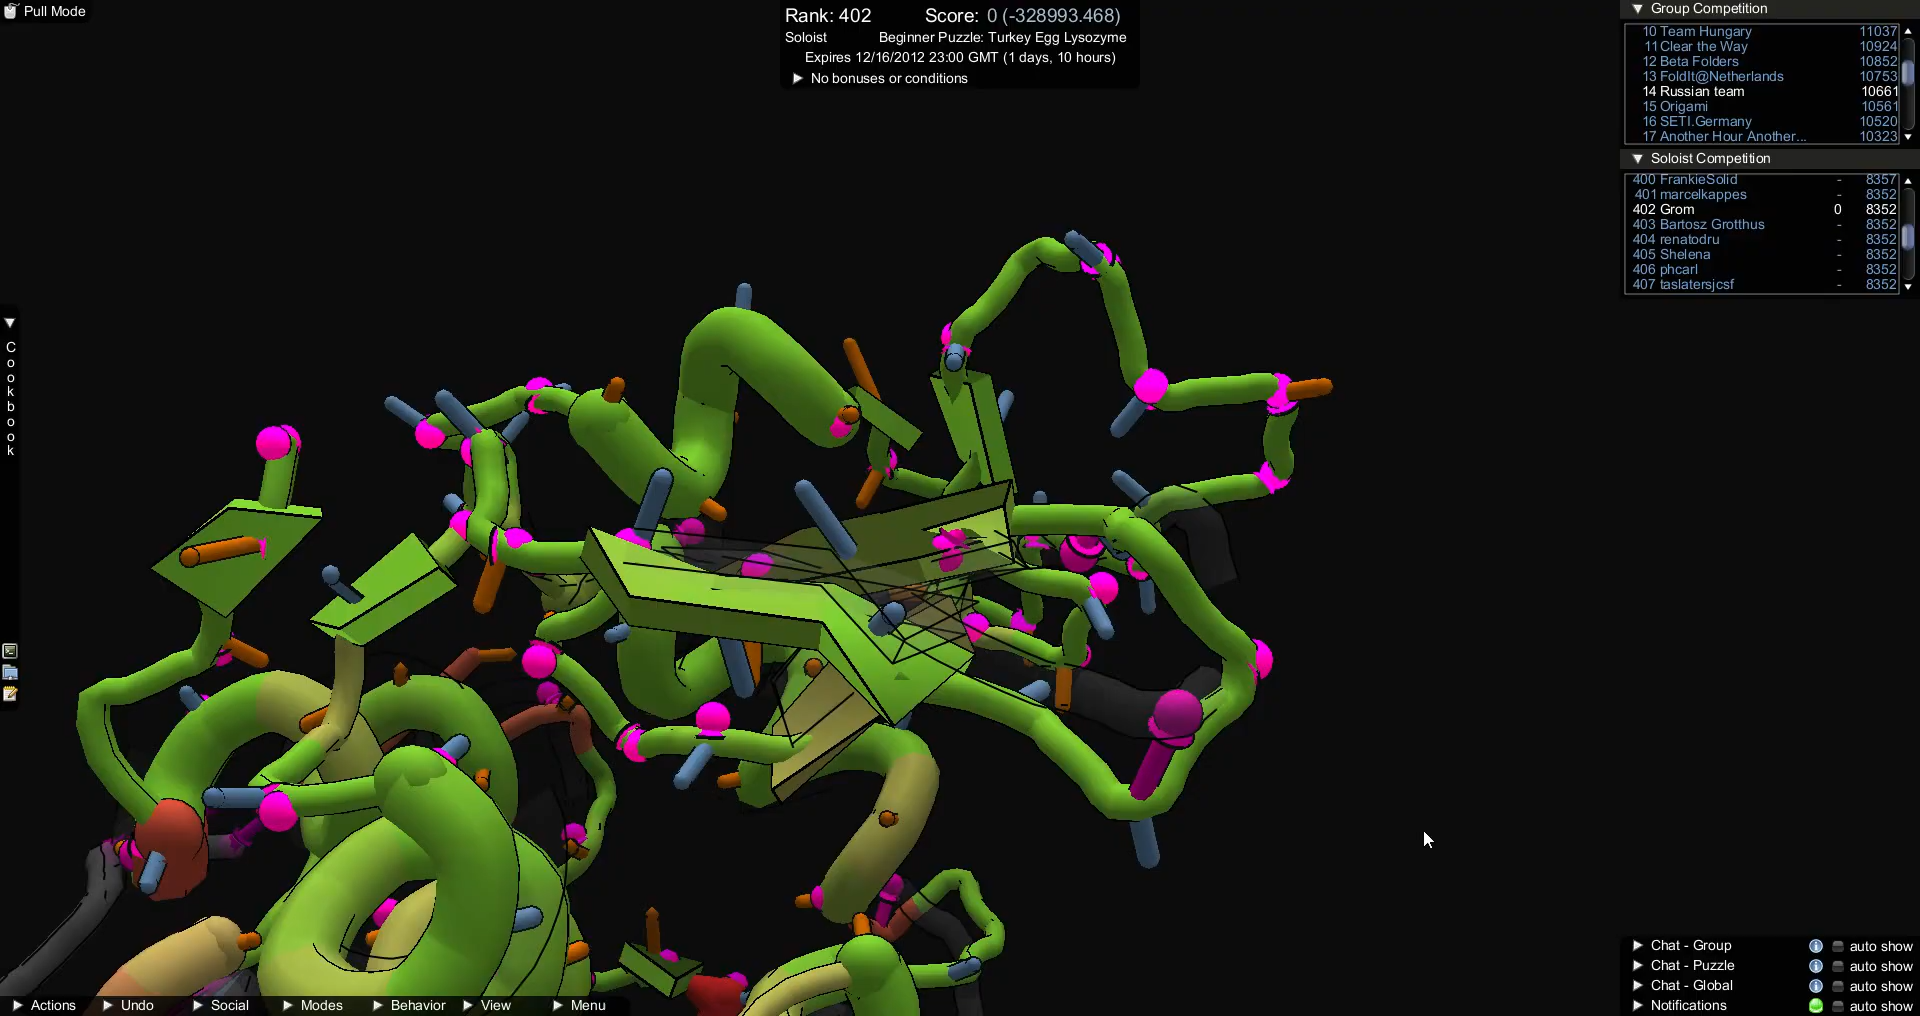 Pull Mode
Rank: 402 Score: 0 (-328993.468)
Soloist Beginner Puzzle: Turkey Egg Lysozyme
Expires 12/16/2012 23:00 GMT (1 days, 10 hours)
No bonuses or conditions
Group Competition
10 Team Hungary 11037
11 Clear the Way 10924
12 Beta Folders 10852
13 FoldIt@Netherlands 10753
14 Russian team 10661
15 Origami 10561
16 SETI.Germany 10520
17 Another Hour Another... 10323
Soloist Competition
400 FrankieSolid - 8357
401 marcelkappes - 8352
402 Grom 0 8352
403 Bartosz Grotthus - 8352
404 renatodru - 8352
405 Shelena - 8352
406 phcarl - 8352
407 taslatersjcsf - 8352
Cookbook
Chat - Group auto show
Chat - Puzzle auto show
Chat - Global auto show
Notifications auto show
Actions Undo Social Modes Behavior View Menu